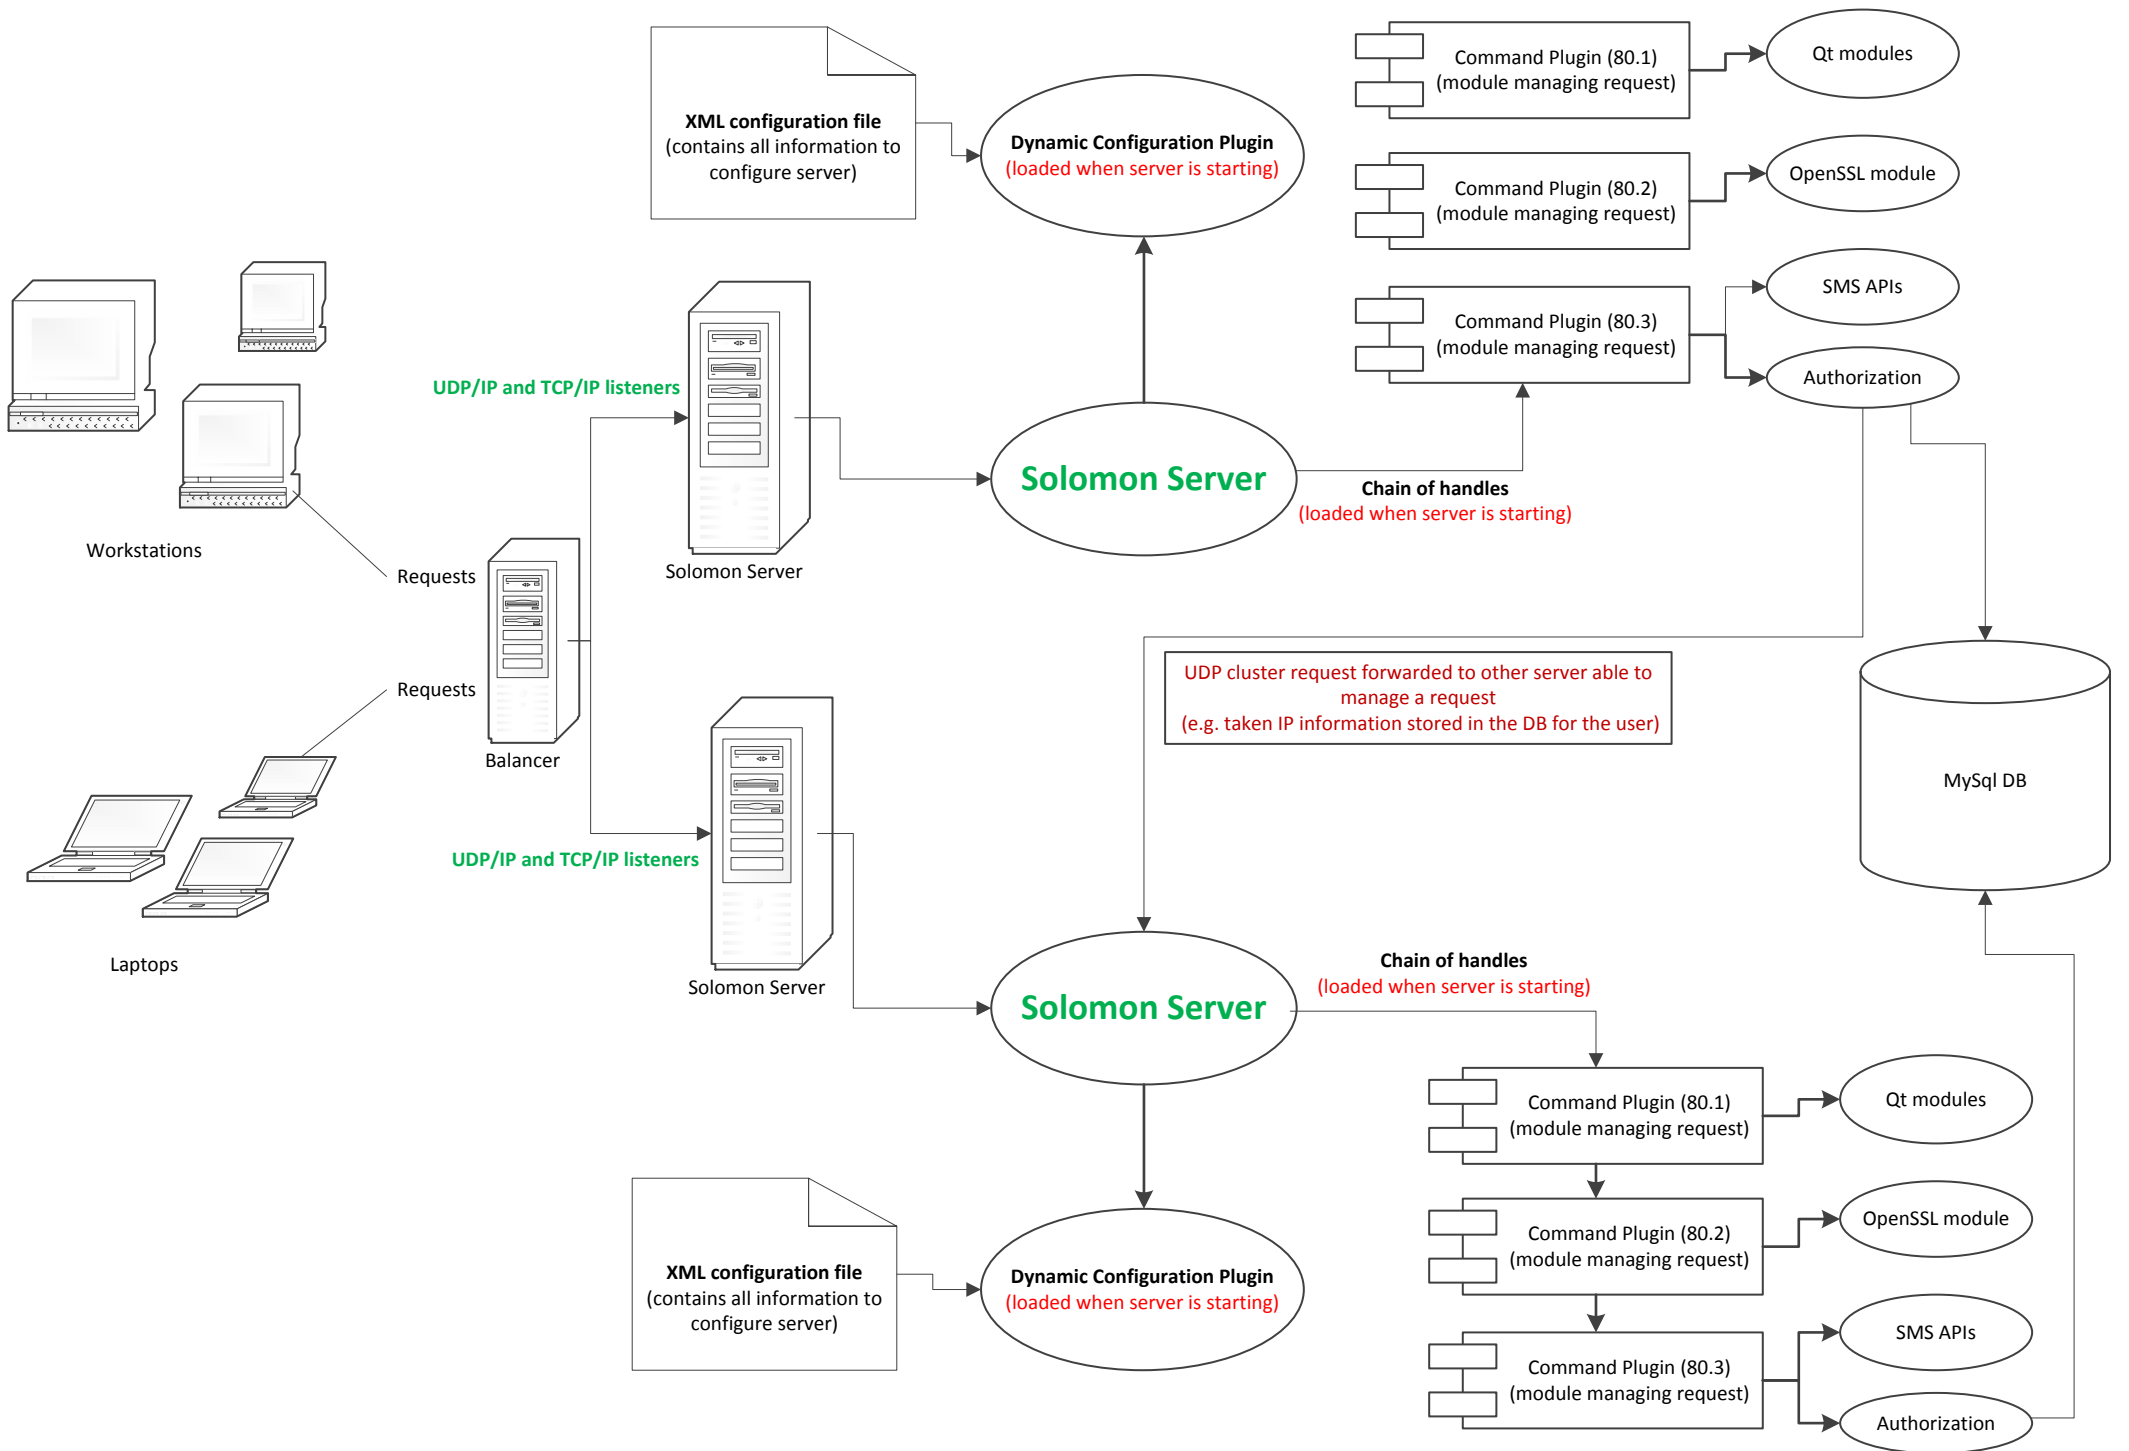 XML configuration file
(contains all information to
configure server)
Dynamic Configuration Plugin
(loaded when server is starting)
Command Plugin (80.1)
(module managing request)
Qt modules
Command Plugin (80.2)
(module managing request)
OpenSSL module
Command Plugin (80.3)
(module managing request)
SMS APIs
Authorization
UDP/IP and TCP/IP listeners
Solomon Server
Chain of handles
(loaded when server is starting)
Workstations
Requests
Solomon Server
Requests
Balancer
Laptops
UDP cluster request forwarded to other server able to
manage a request
(e.g. taken IP information stored in the DB for the user)
MySql DB
UDP/IP and TCP/IP listeners
Solomon Server
Solomon Server
Chain of handles
(loaded when server is starting)
Command Plugin (80.1)
(module managing request)
Qt modules
Command Plugin (80.2)
(module managing request)
OpenSSL module
Command Plugin (80.3)
(module managing request)
SMS APIs
Authorization
XML configuration file
(contains all information to
configure server)
Dynamic Configuration Plugin
(loaded when server is starting)